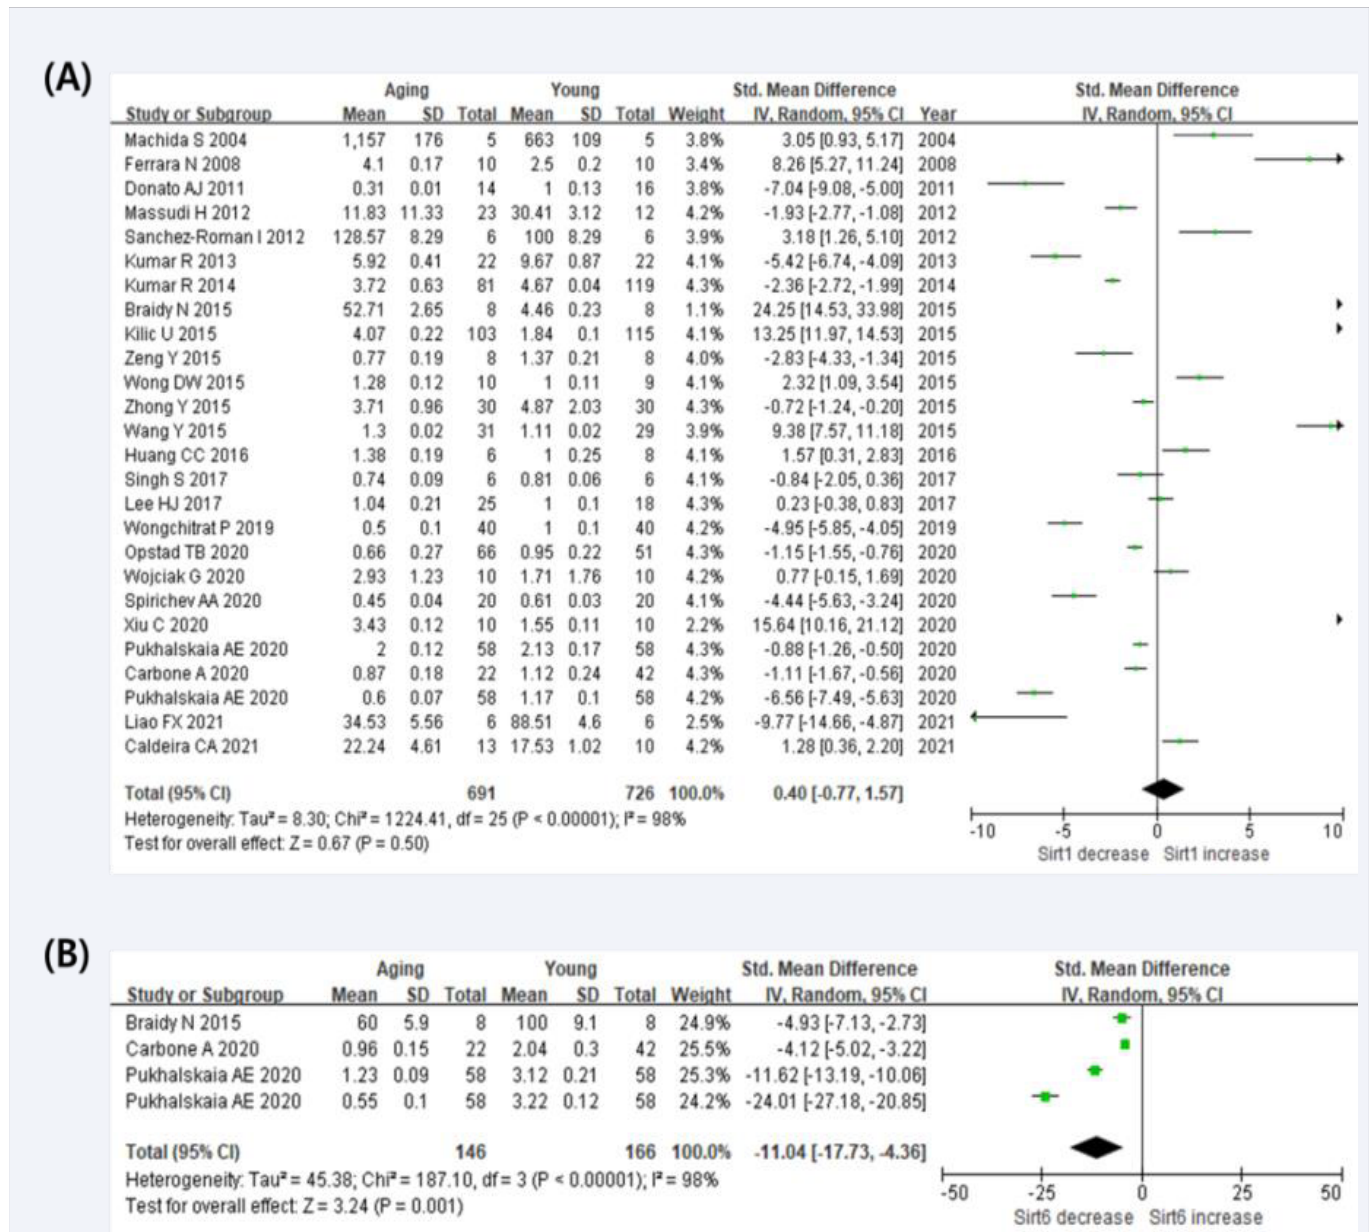 (A)
Aging Young Std. Mean Difference Std. Mean Difference
Study or Subgroup Mean SD Total Mean SD Total Weight IV, Random, 95% CI Year IV, Random, 95% CI
Machida S 2004 1,157 176 5 663 109 5 3.8% 3.05 [0.93, 5.17] 2004
Ferrara N 2008 4.1 0.17 10 2.5 0.2 10 3.4% 8.26 [5.27, 11.24] 2008
Donato AJ 2011 0.31 0.01 14 1 0.13 16 3.8% -7.04 [-9.08, -5.00] 2011
Massudi H 2012 11.83 11.33 23 30.41 3.12 12 4.2% -1.93 [-2.77, -1.08] 2012
Sanchez-Roman I 2012 128.57 8.29 6 100 8.29 6 3.9% 3.18 [1.26, 5.10] 2012
Kumar R 2013 5.92 0.41 22 9.67 0.87 22 4.1% -5.42 [-6.74, -4.09] 2013
Kumar R 2014 3.72 0.63 81 4.67 0.04 119 4.3% -2.36 [-2.72, -1.99] 2014
Braidy N 2015 52.71 2.65 8 4.46 0.23 8 1.1% 24.25 [14.53, 33.98] 2015
Kilic U 2015 4.07 0.22 103 1.84 0.1 115 4.1% 13.25 [11.97, 14.53] 2015
Zeng Y 2015 0.77 0.19 8 1.37 0.21 8 4.0% -2.83 [-4.33, -1.34] 2015
Wong DW 2015 1.28 0.12 10 1 0.11 9 4.1% 2.32 [1.09, 3.54] 2015
Zhong Y 2015 3.71 0.96 30 4.87 2.03 30 4.3% -0.72 [-1.24, -0.20] 2015
Wang Y 2015 1.3 0.02 31 1.11 0.02 29 3.9% 9.38 [7.57, 11.18] 2015
Huang CC 2016 1.38 0.19 6 1 0.25 8 4.1% 1.57 [0.31, 2.83] 2016
Singh S 2017 0.74 0.09 6 0.81 0.06 6 4.1% -0.84 [-2.05, 0.36] 2017
Lee HJ 2017 1.04 0.21 25 1 0.1 18 4.3% 0.23 [-0.38, 0.83] 2017
Wongchitrat P 2019 0.5 0.1 40 1 0.1 40 4.2% -4.95 [-5.85, -4.05] 2019
Opstad TB 2020 0.66 0.27 66 0.95 0.22 51 4.3% -1.15 [-1.55, -0.76] 2020
Wojciak G 2020 2.93 1.23 10 1.71 1.76 10 4.2% 0.77 [-0.15, 1.69] 2020
Spirichev AA 2020 0.45 0.04 20 0.61 0.03 20 4.1% -4.44 [-5.63, -3.24] 2020
Xiu C 2020 3.43 0.12 10 1.55 0.11 10 2.2% 15.64 [10.16, 21.12] 2020
Pukhalskaia AE 2020 2 0.12 58 2.13 0.17 58 4.3% -0.88 [-1.26, -0.50] 2020
Carbone A 2020 0.87 0.18 22 1.12 0.24 42 4.3% -1.11 [-1.67, -0.56] 2020
Pukhalskaia AE 2020 0.6 0.07 58 1.17 0.1 58 4.2% -6.56 [-7.49, -5.63] 2020
Liao FX 2021 34.53 5.56 6 88.51 4.6 6 2.5% -9.77 [-14.66, -4.87] 2021
Caldeira CA 2021 22.24 4.61 13 17.53 1.02 10 4.2% 1.28 [0.36, 2.20] 2021
Total (95% CI) 691 726 100.0% 0.40 [-0.77, 1.57]
Heterogeneity: Tau² = 8.30; Chi² = 1224.41, df = 25 (P < 0.00001); I² = 98%
Test for overall effect: Z = 0.67 (P = 0.50)
-10 -5 0 5 10
Sirt1 decrease Sirt1 increase
(B)
Aging Young Std. Mean Difference Std. Mean Difference
Study or Subgroup Mean SD Total Mean SD Total Weight IV, Random, 95% CI IV, Random, 95% CI
Braidy N 2015 60 5.9 8 100 9.1 8 24.9% -4.93 [-7.13, -2.73]
Carbone A 2020 0.96 0.15 22 2.04 0.3 42 25.5% -4.12 [-5.02, -3.22]
Pukhalskaia AE 2020 1.23 0.09 58 3.12 0.21 58 25.3% -11.62 [-13.19, -10.06]
Pukhalskaia AE 2020 0.55 0.1 58 3.22 0.12 58 24.2% -24.01 [-27.18, -20.85]
Total (95% CI) 146 166 100.0% -11.04 [-17.73, -4.36]
Heterogeneity: Tau² = 45.38; Chi² = 187.10, df = 3 (P < 0.00001); I² = 98%
Test for overall effect: Z = 3.24 (P = 0.001)
-50 -25 0 25 50
Sirt6 decrease Sirt6 increase